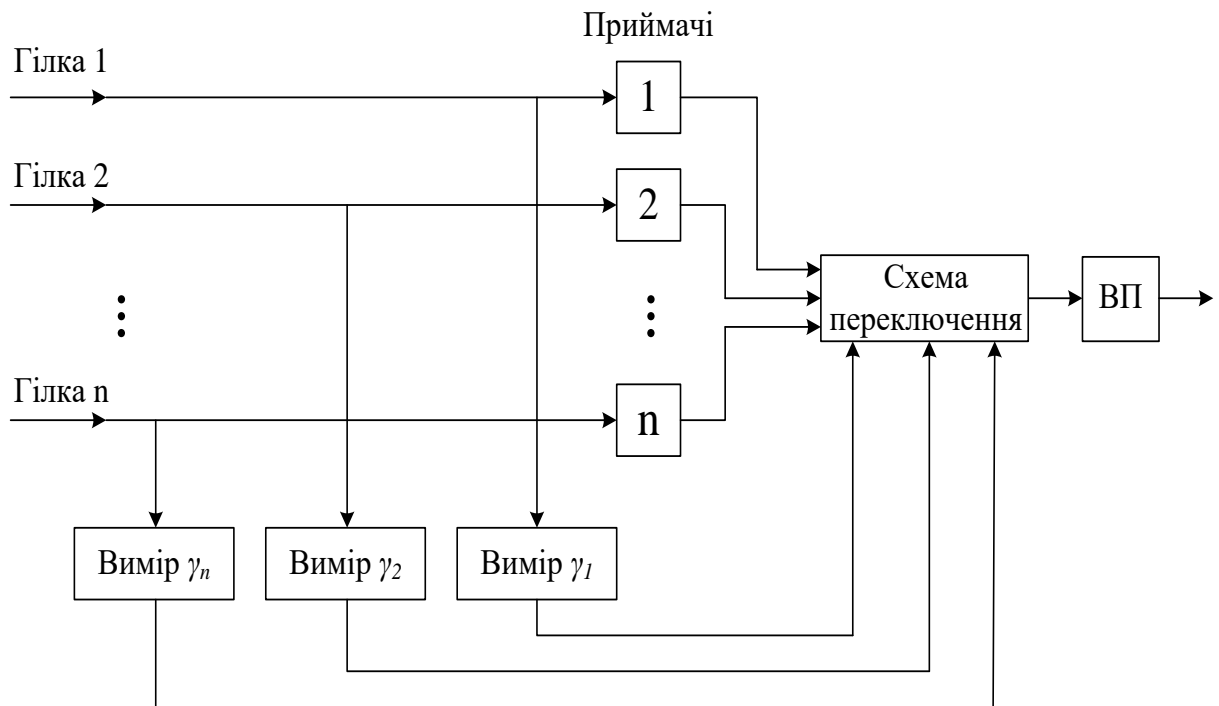 Приймачі
Гілка 1
1
Гілка 2
2
Схема
переключення
ВП
Гілка n
n
Вимір γn
Вимір γ2
Вимір γ1